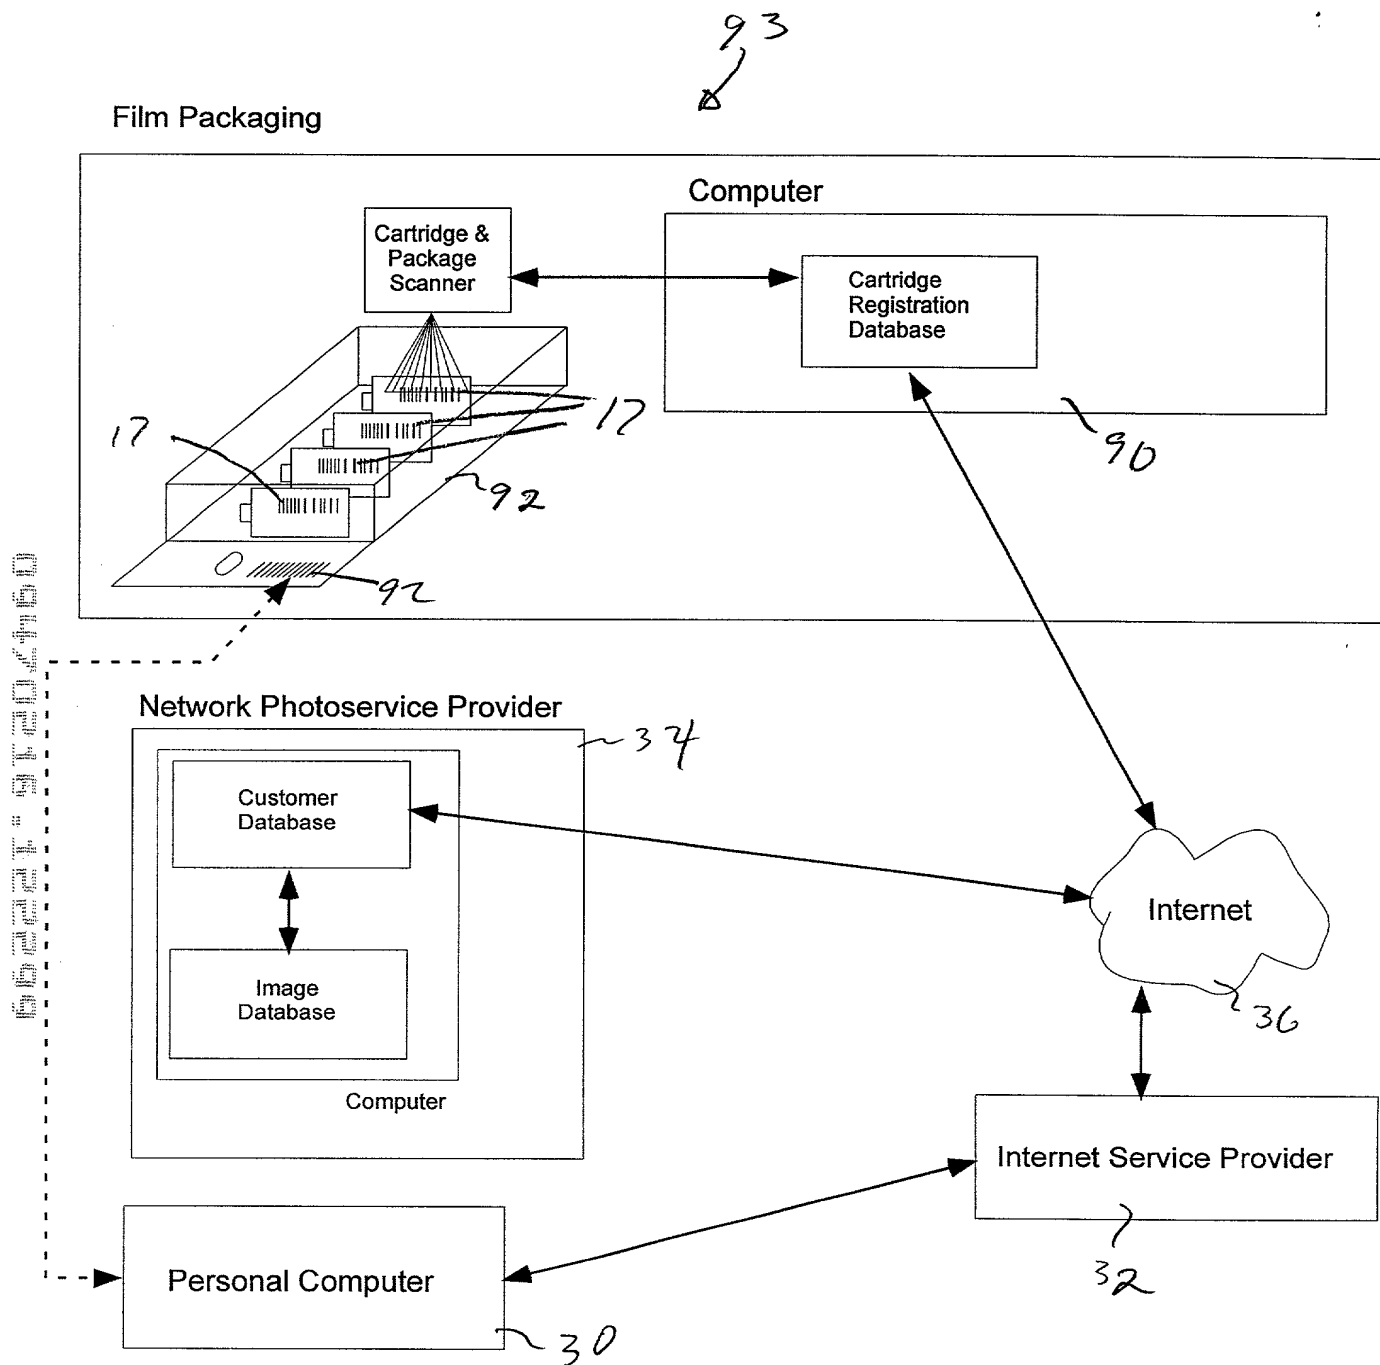 93
Film Packaging
Computer
Cartridge &
Package
Scanner
Cartridge
Registration
Database
17
17
90
92
92
Network Photoservice Provider
34
Customer
Database
Internet
Image
Database
36
Computer
Internet Service Provider
32
Personal Computer
30